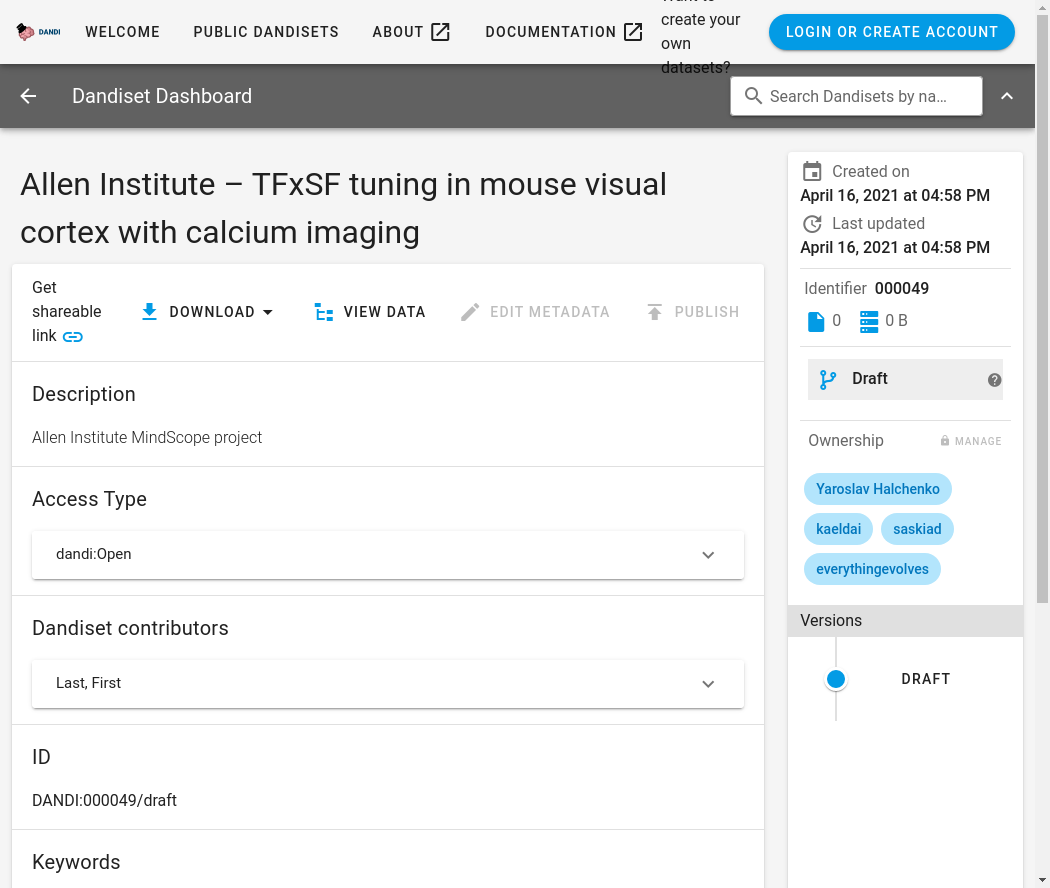 DANDI
WELCOME
PUBLIC DANDISETS
ABOUT
DOCUMENTATION
create your
own
datasets?
LOGIN OR CREATE ACCOUNT
Dandiset Dashboard
Search Dandisets by na...
Allen Institute – TFxSF tuning in mouse visual
cortex with calcium imaging
Get
shareable
link
DOWNLOAD
VIEW DATA
EDIT METADATA
PUBLISH
Description
Allen Institute MindScope project
Access Type
dandi:Open
Dandiset contributors
Last, First
ID
DANDI:000049/draft
Keywords
Created on
April 16, 2021 at 04:58 PM
Last updated
April 16, 2021 at 04:58 PM
Identifier 000049
0
0 B
Draft
Ownership
MANAGE
Yaroslav Halchenko
kaeldai
saskiad
everythingevolves
Versions
DRAFT